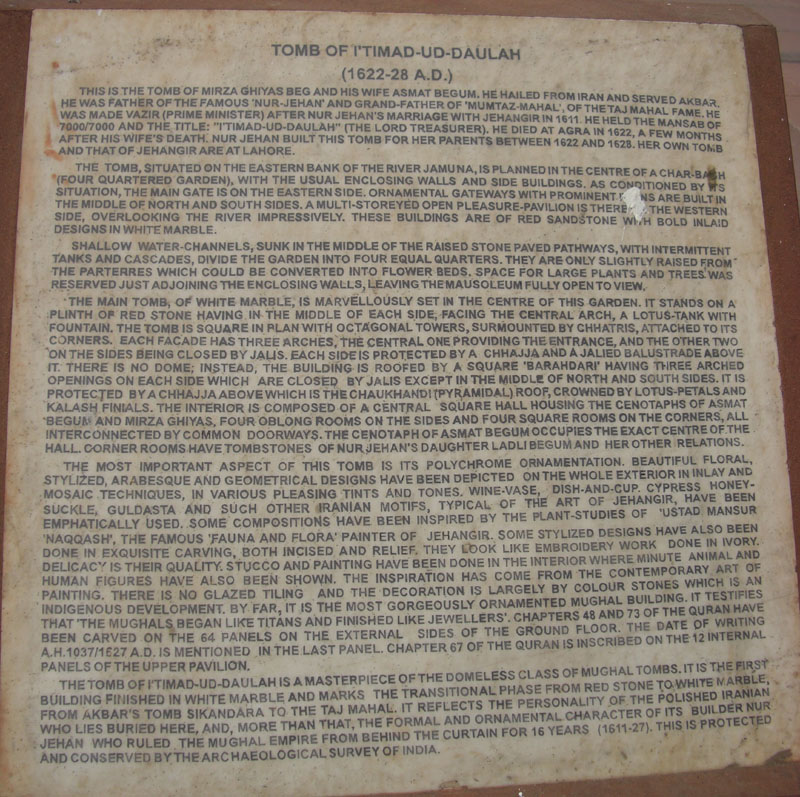 TOMB OF I'TIMAD-UD-DAULAH
(1622-28 A.D.)
THIS IS THE TOMB OF MIRZA GHIYAS BEG AND HIS WIFE ASMAT BEGUM. HE HAILED FROM IRAN AND SERVED AKBAR.
HE WAS FATHER OF THE FAMOUS 'NUR-JEHAN' AND GRAND-FATHER OF 'MUMTAZ-MAHAL', OF THE TAJ MAHAL FAME. HE
WAS MADE VAZIR (PRIME MINISTER) AFTER NUR JEHAN'S MARRIAGE WITH JEHANGIR IN 1611. HE HELD THE MANSAB OF
7000/7000 AND THE TITLE: "I'TIMAD-UD-DAULAH" (THE LORD TREASURER). HE DIED AT AGRA IN 1622, A FEW MONTHS
AFTER HIS WIFE'S DEATH. NUR JEHAN BUILT THIS TOMB FOR HER PARENTS BETWEEN 1622 AND 1628. HER OWN TOMB
AND THAT OF JEHANGIR ARE AT LAHORE.
THE TOMB, SITUATED ON THE EASTERN BANK OF THE RIVER JAMUNA, IS PLANNED IN THE CENTRE OF A CHAR-BAGH
(FOUR QUARTERED GARDEN), WITH THE USUAL ENCLOSING WALLS AND SIDE BUILDINGS. AS CONDITIONED BY ITS
SITUATION, THE MAIN GATE IS ON THE EASTERN SIDE. ORNAMENTAL GATEWAYS WITH PROMINENT ARE BUILT IN
THE MIDDLE OF NORTH AND SOUTH SIDES. A MULTI-STOREYED OPEN PLEASURE-PAVILION IS THERE THE WESTERN
SIDE, OVERLOOKING THE RIVER IMPRESSIVELY. THESE BUILDINGS ARE OF RED SANDSTONE WITH BOLD INLAID
DESIGNS IN WHITE MARBLE.
SHALLOW WATER-CHANNELS, SUNK IN THE MIDDLE OF THE RAISED STONE PAVED PATHWAYS, WITH INTERMITTENT
TANKS AND CASCADES, DIVIDE THE GARDEN INTO FOUR EQUAL QUARTERS. THEY ARE ONLY SLIGHTLY RAISED FROM
THE PARTERRES WHICH COULD BE CONVERTED INTO FLOWER BEDS. SPACE FOR LARGE PLANTS AND TREES WAS
RESERVED JUST ADJOINING THE ENCLOSING WALLS, LEAVING THE MAUSOLEUM FULLY OPEN TO VIEW.
THE MAIN TOMB, OF WHITE MARBLE, IS MARVELLOUSLY SET IN THE CENTRE OF THIS GARDEN. IT STANDS ON A
PLINTH OF RED STONE HAVING IN THE MIDDLE OF EACH SIDE, FACING THE CENTRAL ARCH, A LOTUS-TANK WITH
FOUNTAIN. THE TOMB IS SQUARE IN PLAN WITH OCTAGONAL TOWERS, SURMOUNTED BY CHHATRIS, ATTACHED TO ITS
CORNERS. EACH FACADE HAS THREE ARCHES, THE CENTRAL ONE PROVIDING THE ENTRANCE, AND THE OTHER TWO
ON THE SIDES BEING CLOSED BY JALIS. EACH SIDE IS PROTECTED BY A CHHAJJA AND A JALIED BALUSTRADE ABOVE
IT. THERE IS NO DOME; INSTEAD, THE BUILDING IS ROOFED BY A SQUARE 'BARAHDARI' HAVING THREE ARCHED
OPENINGS ON EACH SIDE WHICH ARE CLOSED BY JALIS EXCEPT IN THE MIDDLE OF NORTH AND SOUTH SIDES. IT IS
PROTECTED BY A CHHAJJA ABOVE WHICH IS THE CHAUKHANDI (PYRAMIDAL) ROOF, CROWNED BY LOTUS-PETALS AND
KALASH FINIALS. THE INTERIOR IS COMPOSED OF A CENTRAL SQUARE HALL HOUSING THE CENOTAPHS OF ASMAT
BEGUM AND MIRZA GHIYAS, FOUR OBLONG ROOMS ON THE SIDES AND FOUR SQUARE ROOMS ON THE CORNERS, ALL
INTERCONNECTED BY COMMON DOORWAYS. THE CENOTAPH OF ASMAT BEGUM OCCUPIES THE EXACT CENTRE OF THE
HALL. CORNER ROOMS HAVE TOMBSTONES OF NUR JEHAN'S DAUGHTER LADLI BEGUM AND HER OTHER RELATIONS.
THE MOST IMPORTANT ASPECT OF THIS TOMB IS ITS POLYCHROME ORNAMENTATION. BEAUTIFUL FLORAL,
STYLIZED, ARABESQUE AND GEOMETRICAL DESIGNS HAVE BEEN DEPICTED ON THE WHOLE EXTERIOR IN INLAY AND
MOSAIC TECHNIQUES, IN VARIOUS PLEASING TINTS AND TONES. WINE-VASE, DISH-AND-CUP. CYPRESS HONEY-
SUCKLE, GULDASTA AND SUCH OTHER IRANIAN MOTIFS, TYPICAL OF THE ART OF JEHANGIR, HAVE BEEN
EMPHATICALLY USED. SOME COMPOSITIONS HAVE BEEN INSPIRED BY THE PLANT-STUDIES OF 'USTAD MANSUR
'NAQQASH', THE FAMOUS 'FAUNA AND FLORA' PAINTER OF JEHANGIR. SOME STYLIZED DESIGNS HAVE ALSO BEEN
DONE IN EXQUISITE CARVING, BOTH INCISED AND RELIEF. THEY LOOK LIKE EMBROIDERY WORK DONE IN IVORY.
DELICACY IS THEIR QUALITY. STUCCO AND PAINTING HAVE BEEN DONE IN THE INTERIOR WHERE MINUTE ANIMAL AND
HUMAN FIGURES HAVE ALSO BEEN SHOWN. THE INSPIRATION HAS COME FROM THE CONTEMPORARY ART OF
PAINTING. THERE IS NO GLAZED TILING AND THE DECORATION IS LARGELY BY COLOUR STONES WHICH IS AN
INDIGENOUS DEVELOPMENT. BY FAR, IT IS THE MOST GORGEOUSLY ORNAMENTED MUGHAL BUILDING. IT TESTIFIES
THAT 'THE MUGHALS BEGAN LIKE TITANS AND FINISHED LIKE JEWELLERS'. CHAPTERS 48 AND 73 OF THE QURAN HAVE
BEEN CARVED ON THE 64 PANELS ON THE EXTERNAL SIDES OF THE GROUND FLOOR. THE DATE OF WRITING
A.H.1037/1627 A.D. IS MENTIONED IN THE LAST PANEL. CHAPTER 67 OF THE QURAN IS INSCRIBED ON THE 12 INTERNAL
PANELS OF THE UPPER PAVILION.
THE TOMB OF I'TIMAD-UD-DAULAH IS A MASTERPIECE OF THE DOMELESS CLASS OF MUGHAL TOMBS. IT IS THE FIRST
BUILDING FINISHED IN WHITE MARBLE AND MARKS THE TRANSITIONAL PHASE FROM RED STONE TO WHITE MARBLE,
FROM AKBAR'S TOMB SIKANDARA TO THE TAJ MAHAL. IT REFLECTS THE PERSONALITY OF THE POLISHED IRANIAN
WHO LIES BURIED HERE, AND, MORE THAN THAT, THE FORMAL AND ORNAMENTAL CHARACTER OF ITS BUILDER NUR
JEHAN WHO RULED THE MUGHAL EMPIRE FROM BEHIND THE CURTAIN FOR 16 YEARS (1611-27). THIS IS PROTECTED
AND CONSERVED BY THE ARCHAEOLOGICAL SURVEY OF INDIA.